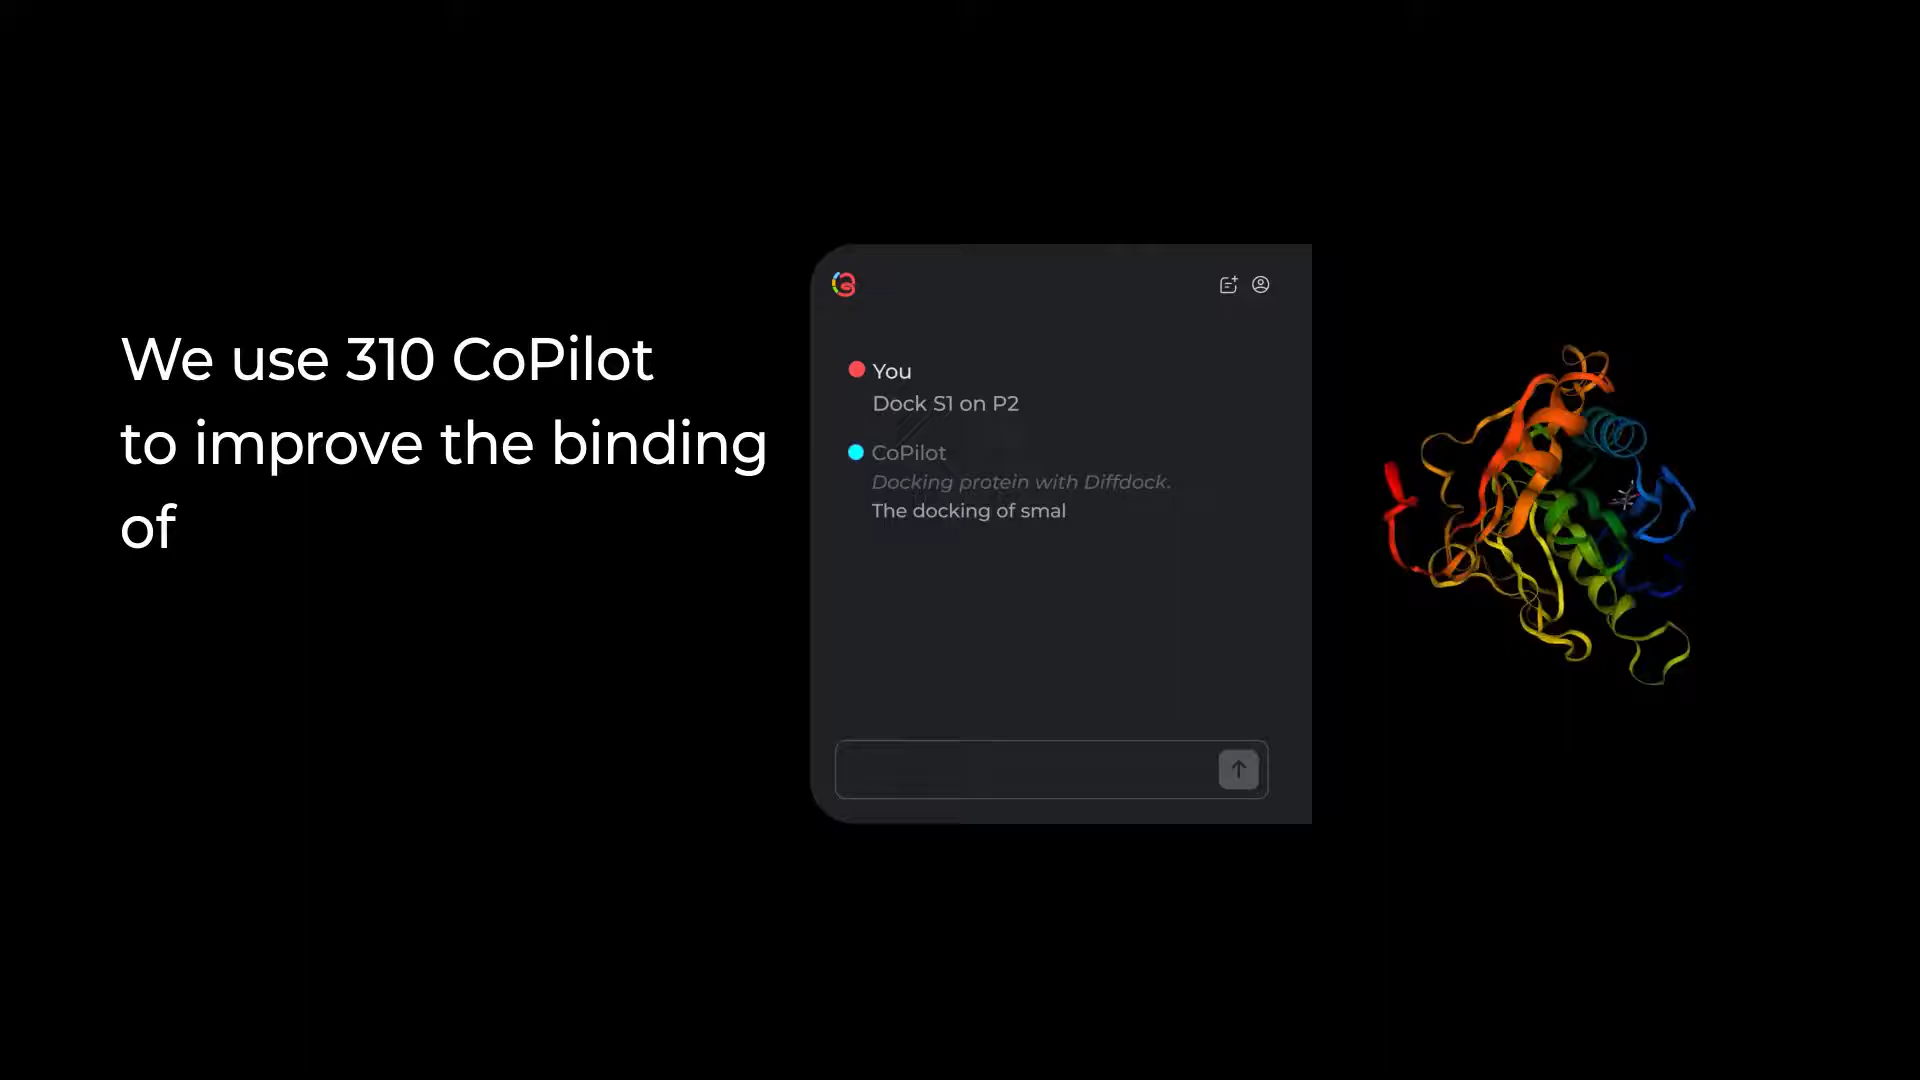 We use 310 CoPilot
to improve the binding
of
You
Dock S1 on P2
CoPilot
Docking protein with Diffdock.
The docking of smal